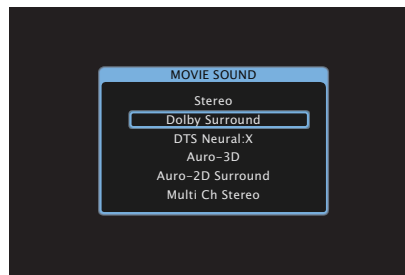 MOVIE SOUND
Stereo
Dolby Surround
DTS Neural:X
Auro-3D
Auro-2D Surround
Multi Ch Stereo